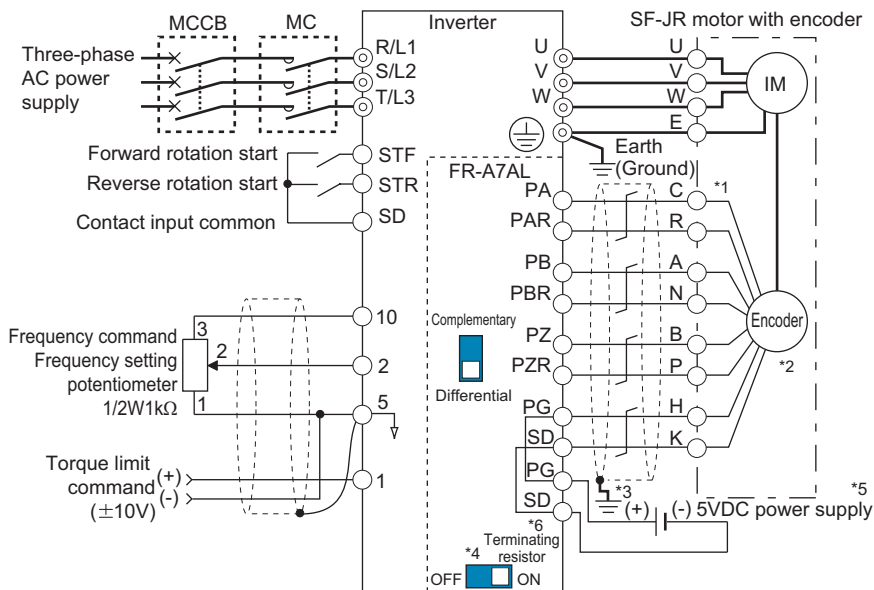 MCCB
MC
Inverter
SF-JR motor with encoder
Three-phase
AC power
supply
R/L1
S/L2
T/L3
U
V
W
U
V
W
E
IM
Earth
(Ground)
Forward rotation start
Reverse rotation start
Contact input common
STF
STR
SD
FR-A7AL
PA
PAR
PB
PBR
PZ
PZR
PG
SD
PG
SD
C
R
A
N
B
P
H
K
*1
Encoder
*2
Complementary
Differential
Frequency command
Frequency setting
potentiometer
1/2W1kΩ
3
2
1
10
2
5
1
Torque limit
command
(±10V)
(+)
(-)
*3
(+)
(-)
5VDC power supply
*5
*6
*4
Terminating
resistor
OFF
ON